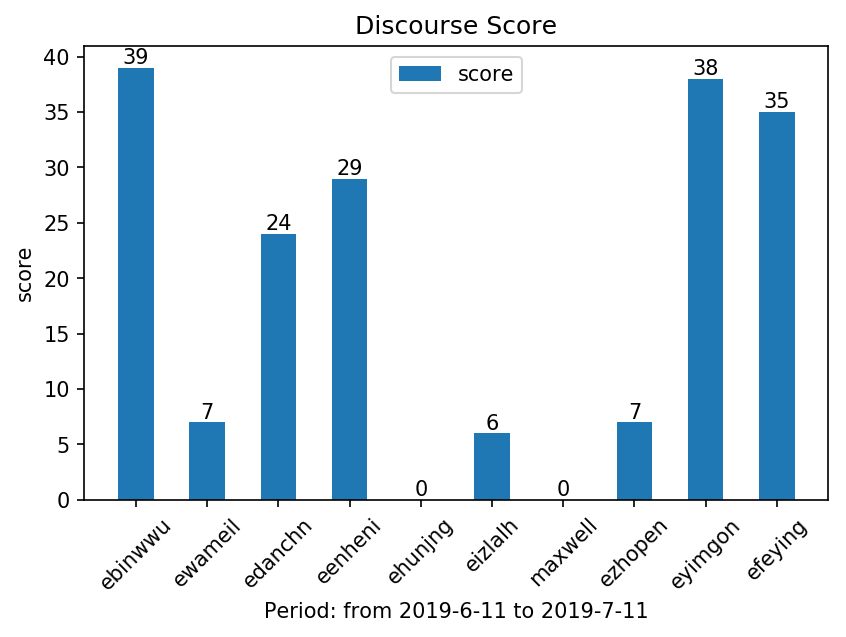 Discourse Score
score
40
35
30
25
20
15
10
5
0
score
39
7
24
29
0
6
0
7
38
35
ebinwwu
ewameil
edanchn
eenheni
ehunjng
eizlalh
maxwell
ezhopen
eyimgon
efeying
Period: from 2019-6-11 to 2019-7-11